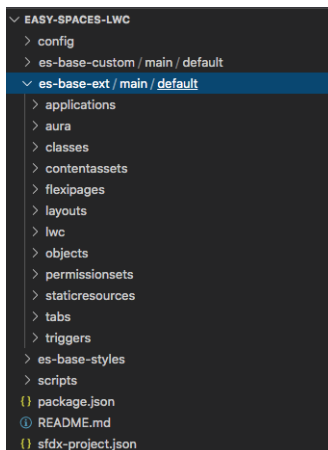 EASY-SPACES-LWC
config
es-base-custom / main / default
es-base-ext / main / default
applications
aura
classes
contentassets
flexipages
layouts
lwc
objects
permissionsets
staticresources
tabs
triggers
es-base-styles
scripts
{} package.json
README.md
{} sfdx-project.json